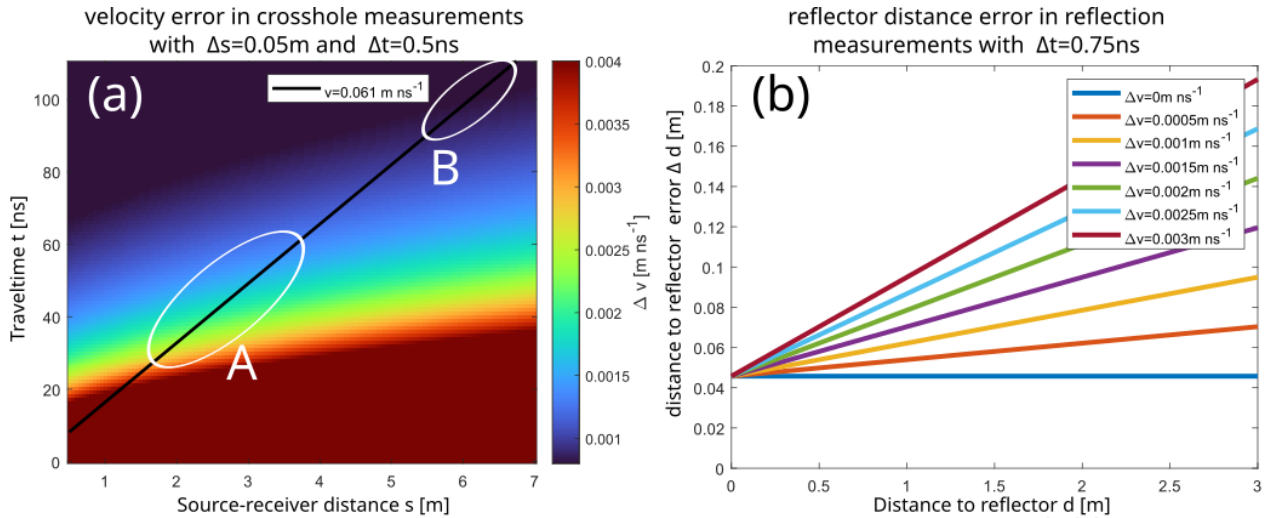 velocity error in crosshole measurements
with Δs=0.05m and Δt=0.5ns
(a)
v=0.061 m ns⁻¹
A
B
Traveltime t [ns]
100
80
60
40
20
0
1
2
3
4
5
6
7
Source-receiver distance s [m]
0.004
0.0035
0.003
0.0025
0.002
0.0015
0.001
Δ v [m ns⁻¹]
reflector distance error in reflection
measurements with Δt=0.75ns
(b)
Δv=0m ns⁻¹
Δv=0.0005m ns⁻¹
Δv=0.001m ns⁻¹
Δv=0.0015m ns⁻¹
Δv=0.002m ns⁻¹
Δv=0.0025m ns⁻¹
Δv=0.003m ns⁻¹
distance to reflector error Δ d [m]
0.2
0.18
0.16
0.14
0.12
0.1
0.08
0.06
0.04
0.02
0
0
0.5
1
1.5
2
2.5
3
Distance to reflector d [m]